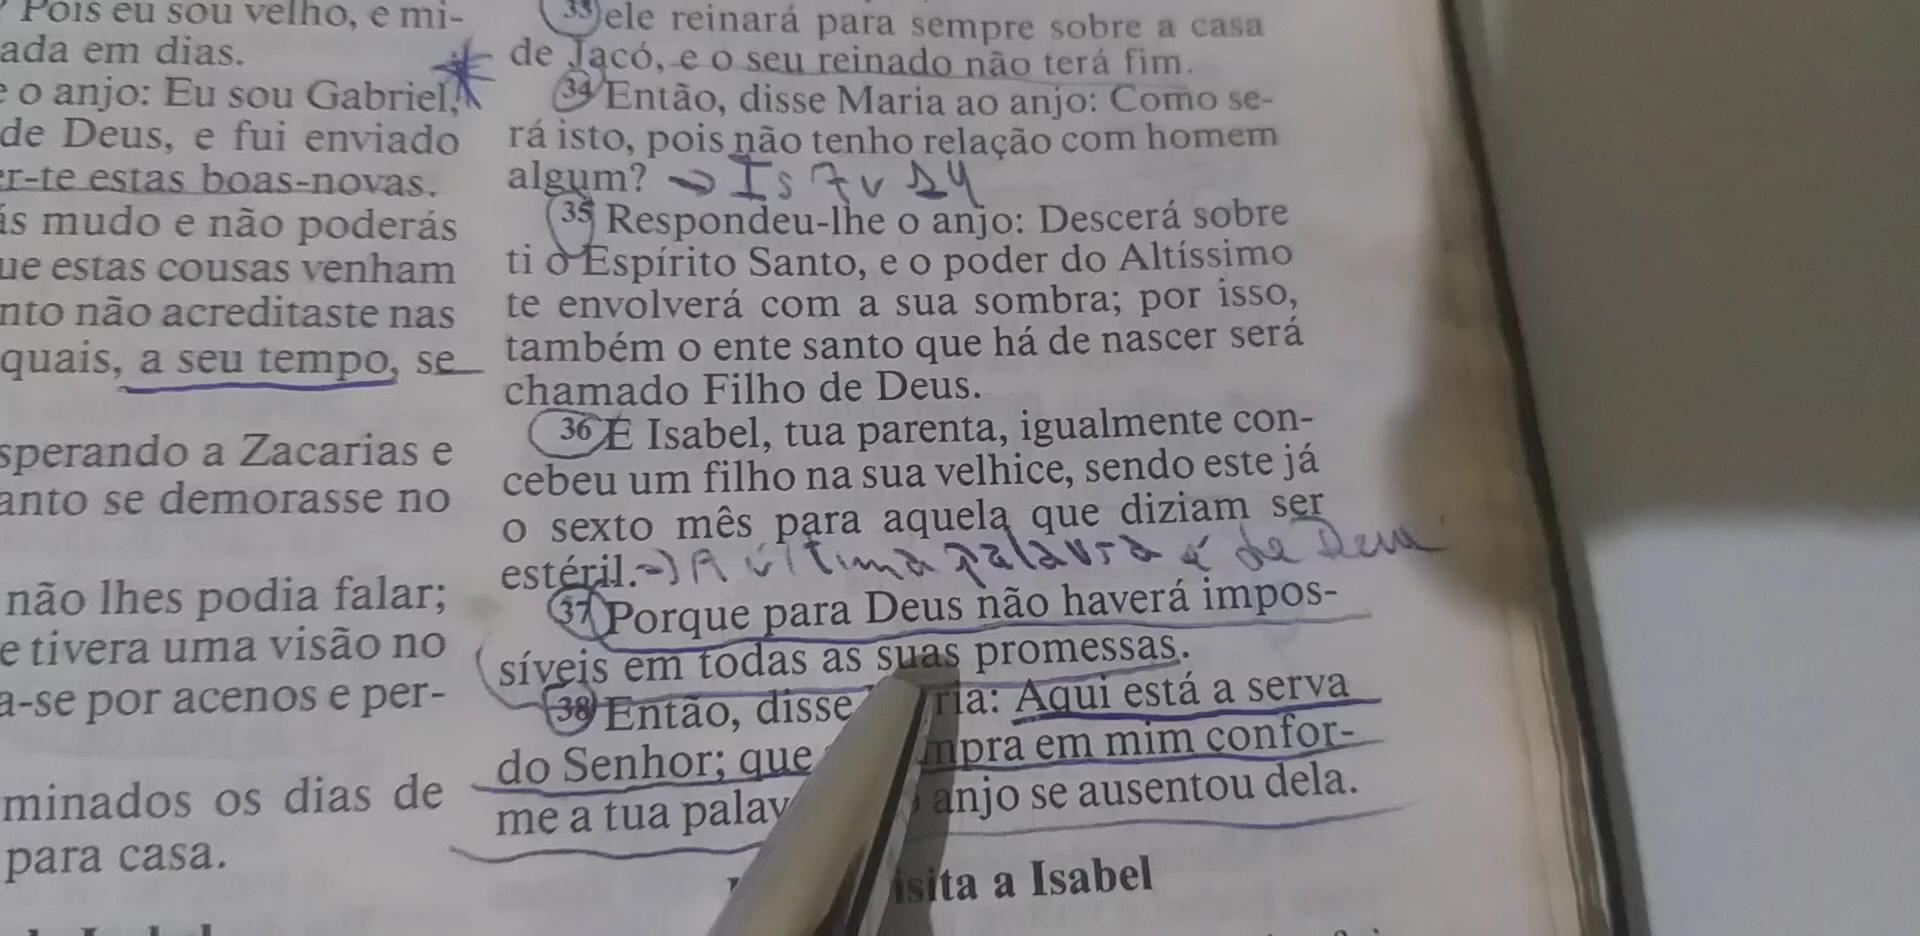 Pois eu sou velho, e mi-
ada em dias.
e o anjo: Eu sou Gabriel,
de Deus, e fui enviado
er-te estas boas-novas.
ás mudo e não poderás
ue estas cousas venham
nto não acreditaste nas
quais, a seu tempo, se
sperando a Zacarias e
anto se demorasse no
não lhes podia falar;
e tivera uma visão no
a-se por acenos e per-
minados os dias de
para casa.
33 ele reinará para sempre sobre a casa
de Jacó, e o seu reinado não terá fim.
34 Então, disse Maria ao anjo: Como se-
rá isto, pois não tenho relação com homem
algum? → Is 7 v 14
35 Respondeu-lhe o anjo: Descerá sobre
ti o Espírito Santo, e o poder do Altíssimo
te envolverá com a sua sombra; por isso,
também o ente santo que há de nascer será
chamado Filho de Deus.
36 E Isabel, tua parenta, igualmente con-
cebeu um filho na sua velhice, sendo este já
o sexto mês para aquela que diziam ser
estéril. → A última palavra é de Deus
37 Porque para Deus não haverá impos-
síveis em todas as suas promessas.
38 Então, disse ria: Aqui está a serva
do Senhor; que mpra em mim confor-
me a tua palav anjo se ausentou dela.
isita a Isabel